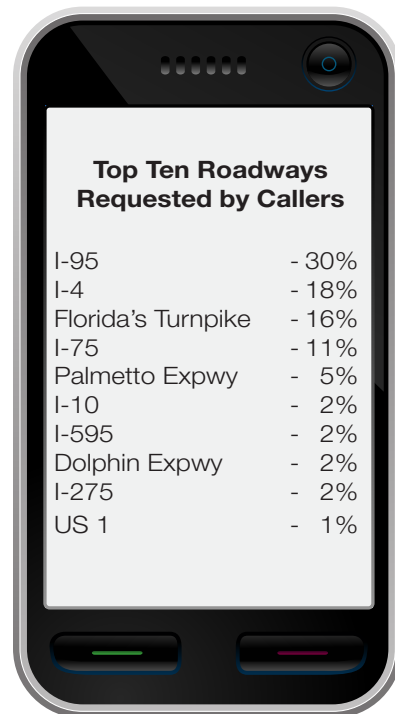 Top Ten Roadways
Requested by Callers
I-95 - 30%
I-4 - 18%
Florida’s Turnpike - 16%
I-75 - 11%
Palmetto Expwy - 5%
I-10 - 2%
I-595 - 2%
Dolphin Expwy - 2%
I-275 - 2%
US 1 - 1%